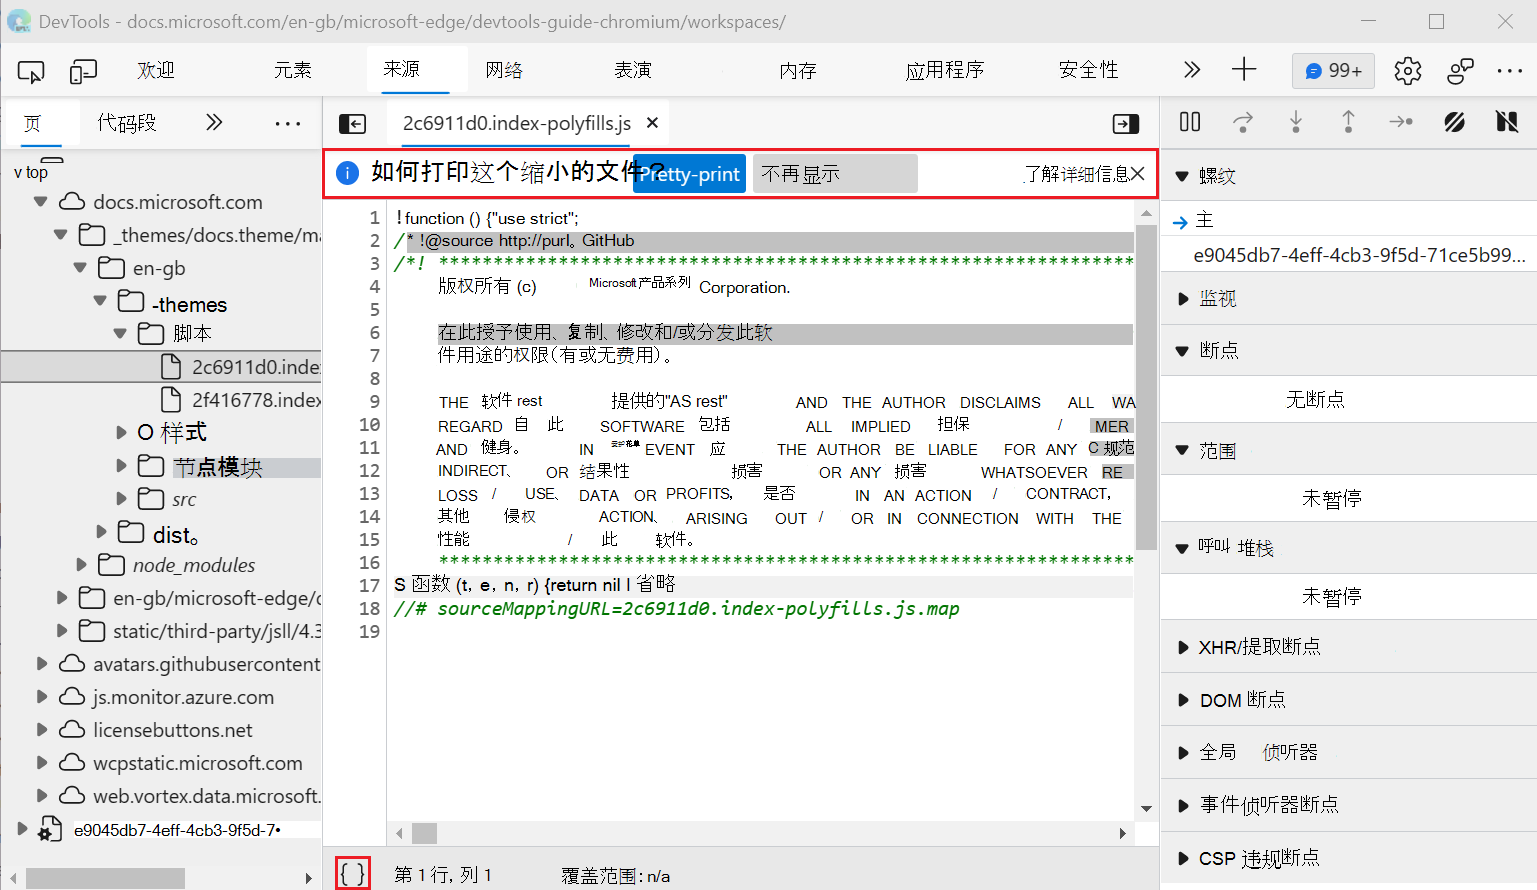 DevTools - docs.microsoft.com/en-gb/microsoft-edge/devtools-guide-chromium/workspaces/
欢迎 元素 来源 网络 表演 内存 应用程序 安全性 99+
页 代码段
2c6911d0.index-polyfills.js
如何打印这个缩小的文件？ Pretty-print 不再显示 了解详细信息
v top
docs.microsoft.com
_themes/docs.theme/ma
en-gb
-themes
脚本
2c6911d0.inde
2f416778.index
O 样式
节点模块
src
dist。
node_modules
en-gb/microsoft-edge/d
static/third-party/jsll/4.3
avatars.githubusercontent
js.monitor.azure.com
licensebuttons.net
wcpstatic.microsoft.com
web.vortex.data.microsoft.
e9045db7-4eff-4cb3-9f5d-7•
1 !function () {"use strict";
2 /* !@source http://purl。GitHub
3 /*! ****************************************************************
4 版权所有 (c) Microsoft产品系列 Corporation.
5
6 在此授予使用、复制、修改和/或分发此软
7 件用途的权限(有或无费用)。
8
9 THE 软件 rest 提供的"AS rest" AND THE AUTHOR DISCLAIMS ALL WA
10 REGARD 自 此 SOFTWARE 包括 ALL IMPLIED 担保 / MER
11 AND 健身。 IN EVENT 应 THE AUTHOR BE LIABLE FOR ANY C 规范
12 INDIRECT、 OR 结果性 损害 OR ANY 损害 WHATSOEVER RE
13 LOSS / USE、 DATA OR PROFITS， 是否 IN AN ACTION / CONTRACT，
14 其他 侵权 ACTION、 ARISING OUT / OR IN CONNECTION WITH THE
15 性能 / 此 软件。
16 ****************************************************************
17 S 函数 (t, e, n, r) {return nil I 省略
18 //# sourceMappingURL=2c6911d0.index-polyfills.js.map
19
{ } 第 1 行, 列 1 覆盖范围: n/a
螺纹
主
e9045db7-4eff-4cb3-9f5d-71ce5b99...
监视
断点
无断点
范围
未暂停
呼叫 堆栈
未暂停
XHR/提取断点
DOM 断点
全局 侦听器
事件侦听器断点
CSP 违规断点